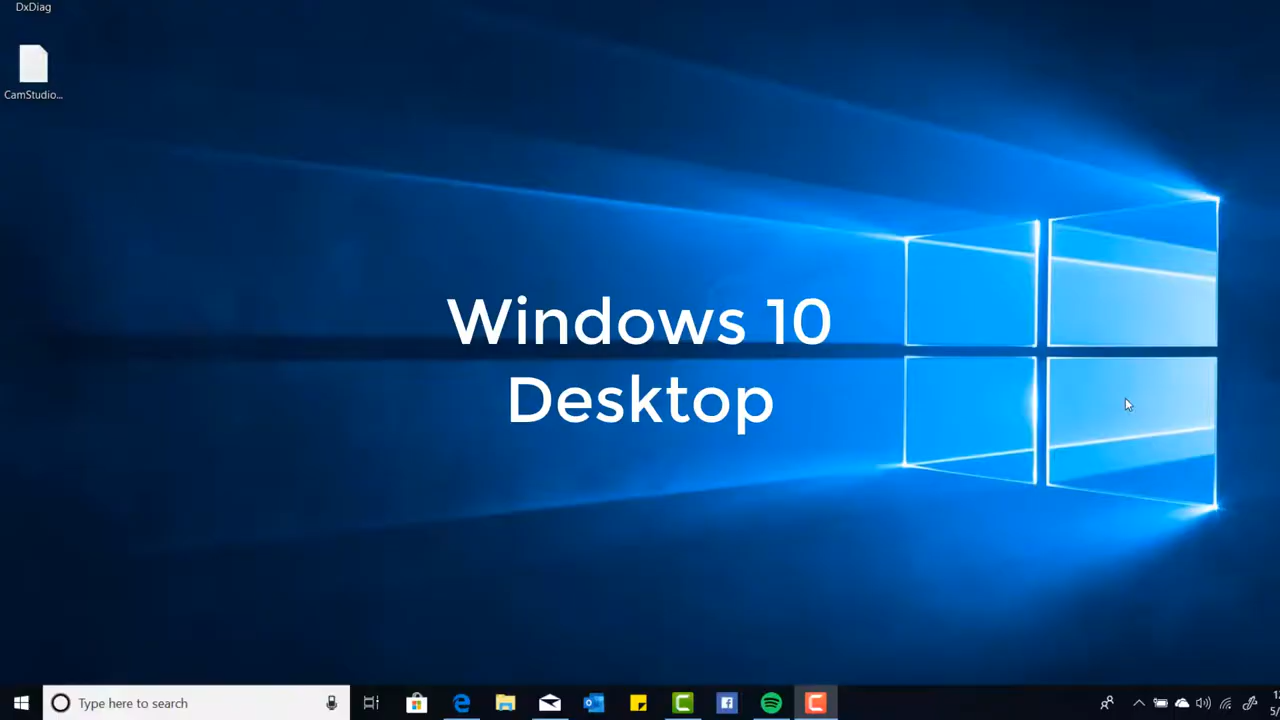 DxDiag
CamStudio...
Windows 10
Desktop
Type here to search